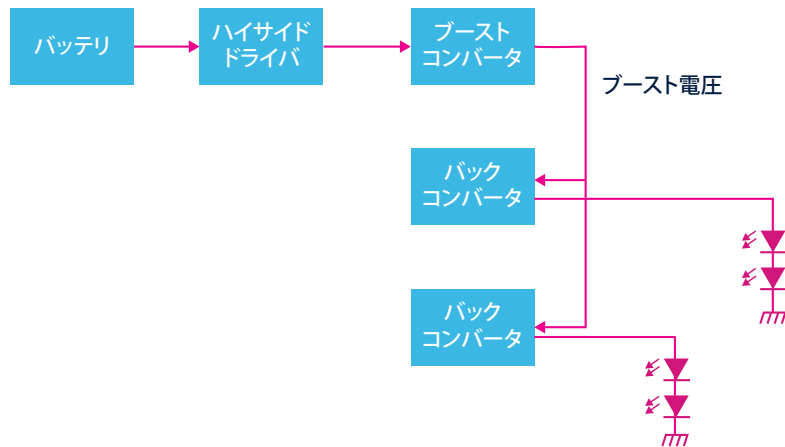 バッテリ
ハイサイド
ドライバ
ブースト
コンバータ
ブースト電圧
バック
コンバータ
バック
コンバータ